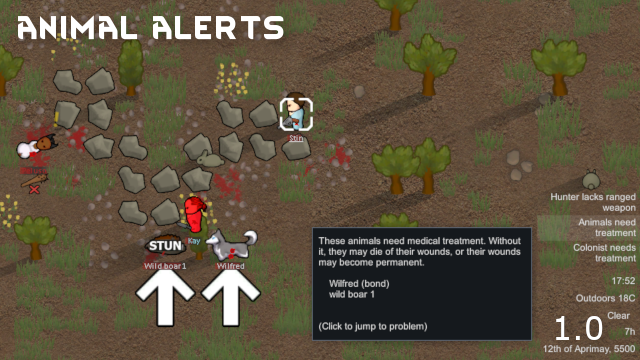 ANIMAL ALERTS
Stin
Kay
STUN
Wild boar 1
Wilfred
These animals need medical treatment. Without
it, they may die of their wounds, or their wounds
may become permanent.
Wilfred (bond)
wild boar 1
(Click to jump to problem)
Hunter lacks ranged
weapon
Animals need
treatment
Colonist needs
treatment
17:52
Outdoors 18C
Clear
7h
1.0
12th of Aprimay, 5500